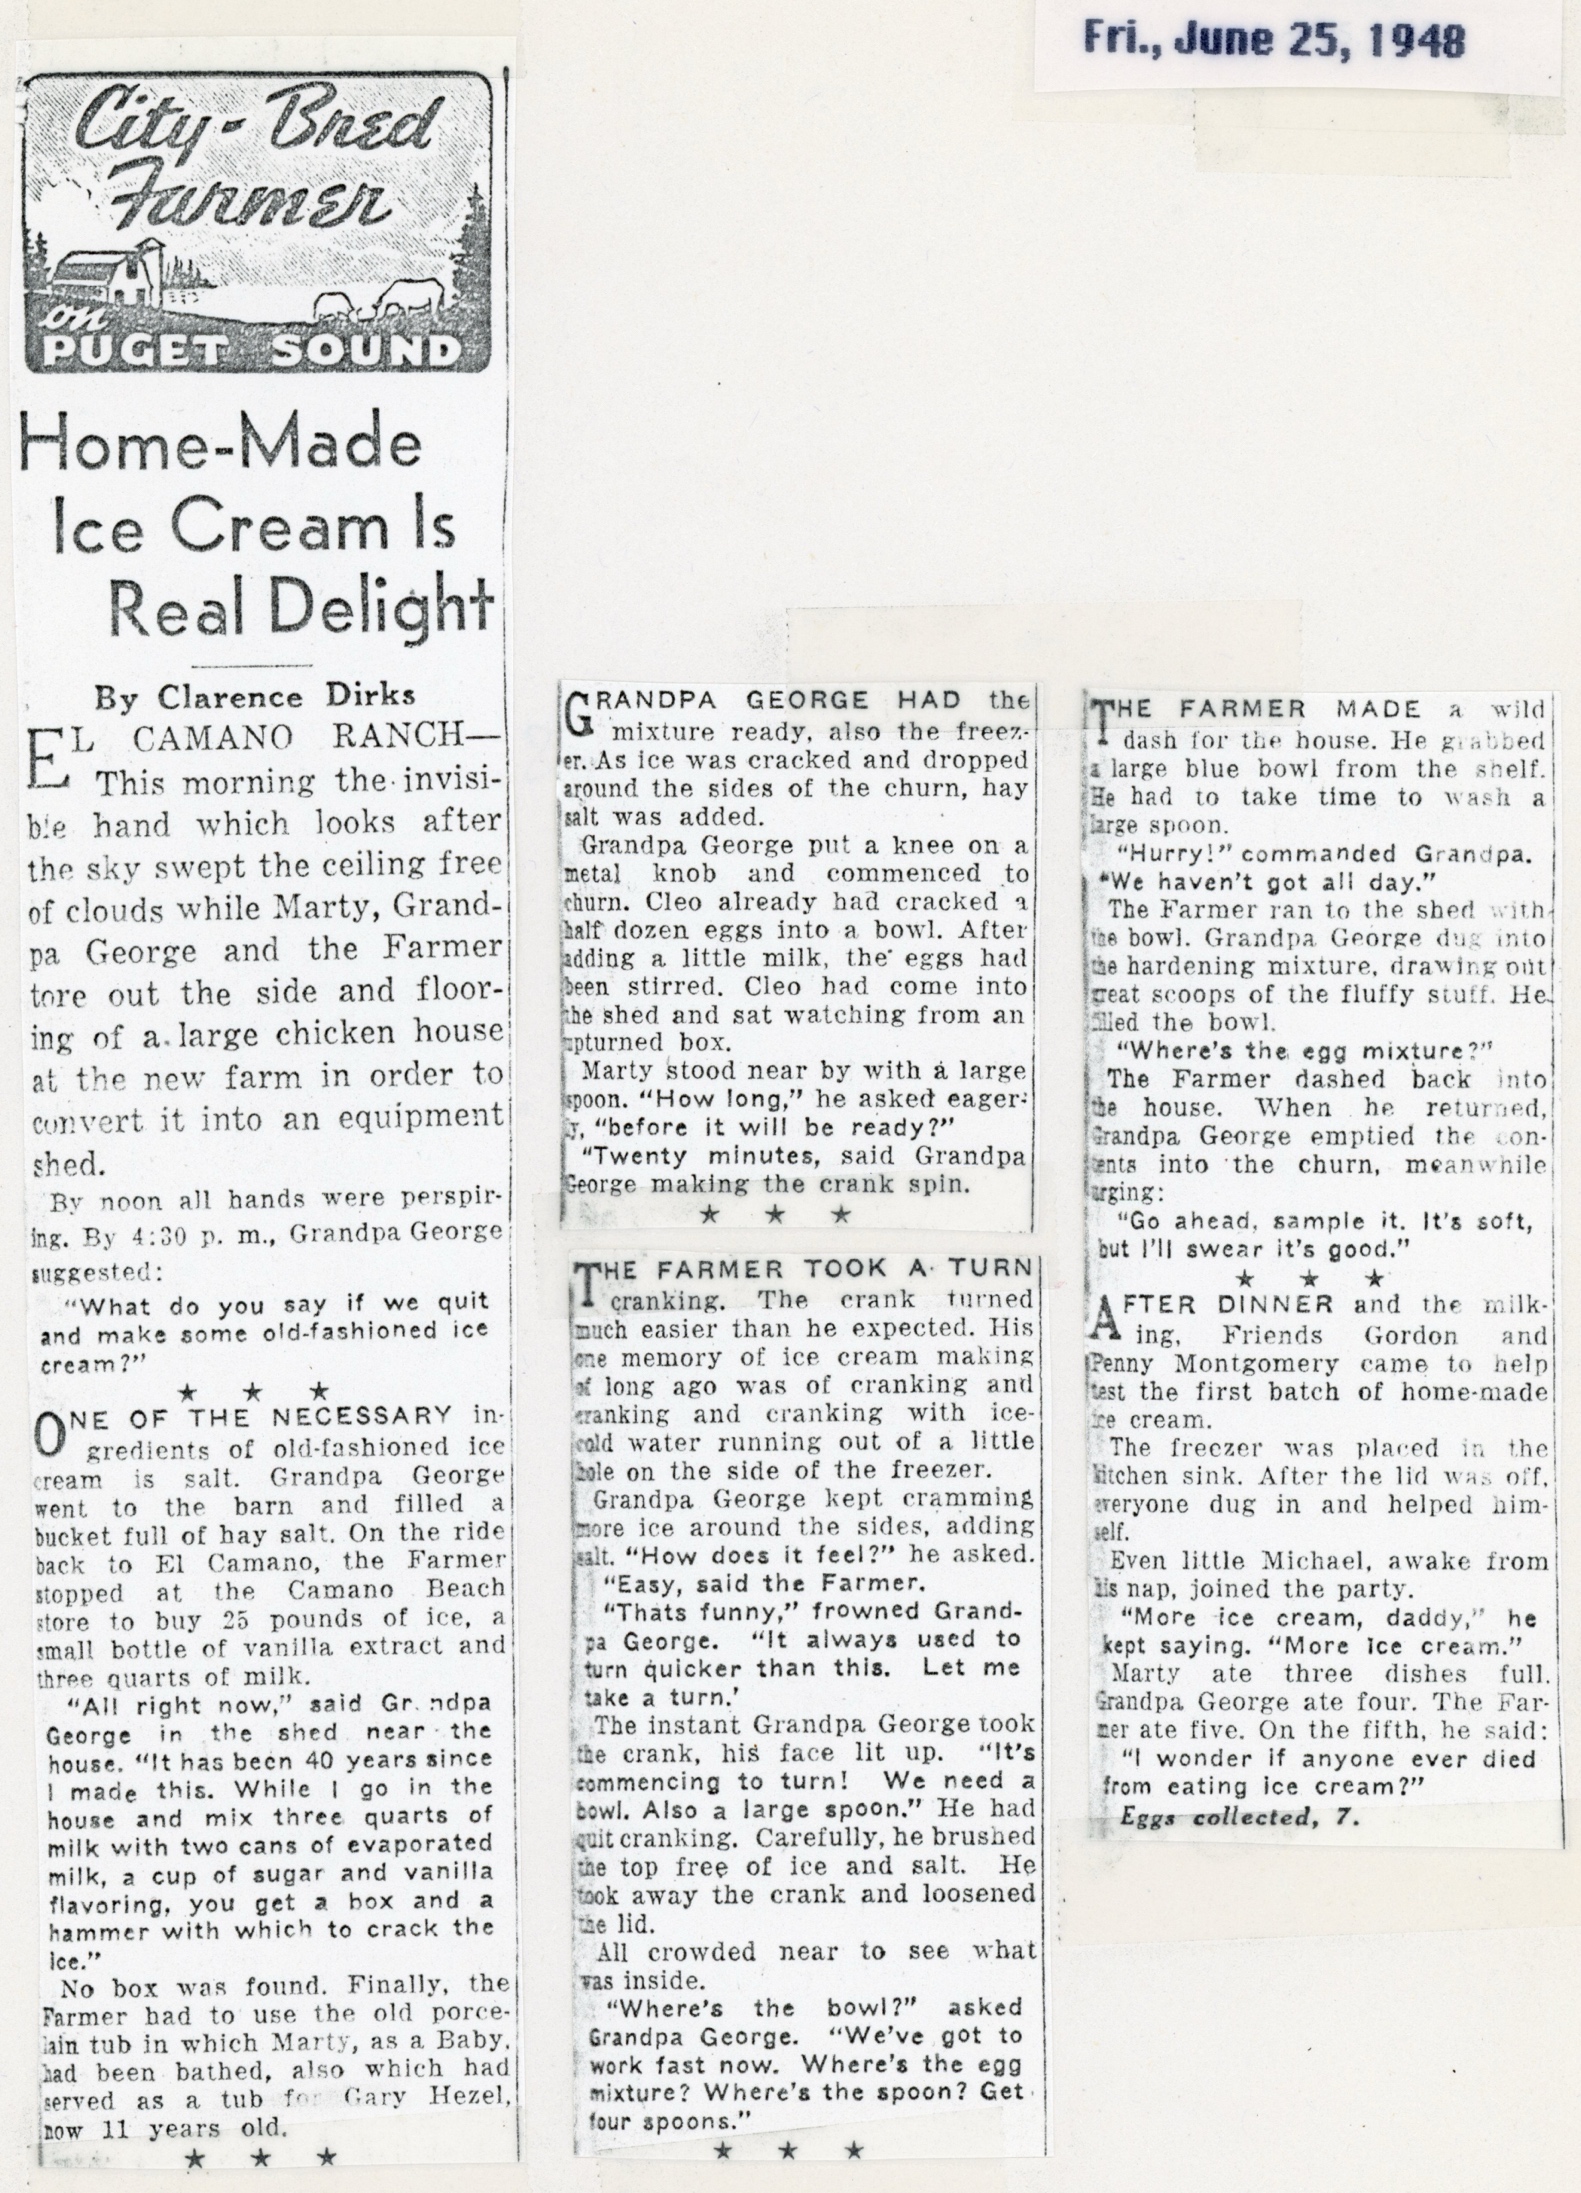 Fri., June 25, 1948
City-Bred
Farmer
on
PUGET SOUND
Home-Made
Ice Cream Is
Real Delight
By Clarence Dirks
EL CAMANO RANCH—
This morning the invisi-
ble hand which looks after
the sky swept the ceiling free
of clouds while Marty, Grand-
pa George and the Farmer
tore out the side and floor-
ing of a large chicken house
at the new farm in order to
convert it into an equipment
shed.
By noon all hands were perspir-
ing. By 4:30 p. m., Grandpa George
suggested:
"What do you say if we quit
and make some old-fashioned ice
cream?"
★ ★ ★
ONE OF THE NECESSARY in-
gredients of old-fashioned ice
cream is salt. Grandpa George
went to the barn and filled a
bucket full of hay salt. On the ride
back to El Camano, the Farmer
stopped at the Camano Beach
store to buy 25 pounds of ice, a
small bottle of vanilla extract and
three quarts of milk.
"All right now," said Grandpa
George in the shed near the
house. "It has been 40 years since
I made this. While I go in the
house and mix three quarts of
milk with two cans of evaporated
milk, a cup of sugar and vanilla
flavoring, you get a box and a
hammer with which to crack the
ice."
No box was found. Finally, the
Farmer had to use the old porce-
lain tub in which Marty, as a Baby,
had been bathed, also which had
served as a tub for Gary Hezel,
now 11 years old.
★ ★ ★
GRANDPA GEORGE HAD the
mixture ready, also the freez-
er. As ice was cracked and dropped
around the sides of the churn, hay
salt was added.
Grandpa George put a knee on a
metal knob and commenced to
churn. Cleo already had cracked a
half dozen eggs into a bowl. After
adding a little milk, the eggs had
been stirred. Cleo had come into
the shed and sat watching from an
upturned box.
Marty stood near by with a large
spoon. "How long," he asked eager-
ly, "before it will be ready?"
"Twenty minutes, said Grandpa
George making the crank spin.
★ ★ ★
THE FARMER TOOK A TURN
cranking. The crank turned
much easier than he expected. His
one memory of ice cream making
of long ago was of cranking and
cranking and cranking with ice-
cold water running out of a little
hole on the side of the freezer.
Grandpa George kept cramming
more ice around the sides, adding
salt. "How does it feel?" he asked.
"Easy, said the Farmer.
"Thats funny," frowned Grand-
pa George. "It always used to
turn quicker than this. Let me
take a turn.'
The instant Grandpa George took
the crank, his face lit up. "It's
commencing to turn! We need a
bowl. Also a large spoon." He had
quit cranking. Carefully, he brushed
the top free of ice and salt. He
took away the crank and loosened
the lid.
All crowded near to see what
was inside.
"Where's the bowl?" asked
Grandpa George. "We've got to
work fast now. Where's the egg
mixture? Where's the spoon? Get
four spoons."
★ ★ ★
THE FARMER MADE a wild
dash for the house. He grabbed
a large blue bowl from the shelf.
He had to take time to wash a
large spoon.
"Hurry!" commanded Grandpa.
"We haven't got all day."
The Farmer ran to the shed with
the bowl. Grandpa George dug into
the hardening mixture, drawing out
great scoops of the fluffy stuff. He
filled the bowl.
"Where's the egg mixture?"
The Farmer dashed back into
the house. When he returned,
Grandpa George emptied the con-
tents into the churn, meanwhile
urging:
"Go ahead, sample it. It's soft,
but I'll swear it's good."
★ ★ ★
AFTER DINNER and the milk-
ing, Friends Gordon and
Penny Montgomery came to help
test the first batch of home-made
ice cream.
The freezer was placed in the
kitchen sink. After the lid was off,
everyone dug in and helped him-
self.
Even little Michael, awake from
his nap, joined the party.
"More ice cream, daddy," he
kept saying. "More ice cream."
Marty ate three dishes full.
Grandpa George ate four. The Far-
mer ate five. On the fifth, he said:
"I wonder if anyone ever died
from eating ice cream?"
Eggs collected, 7.